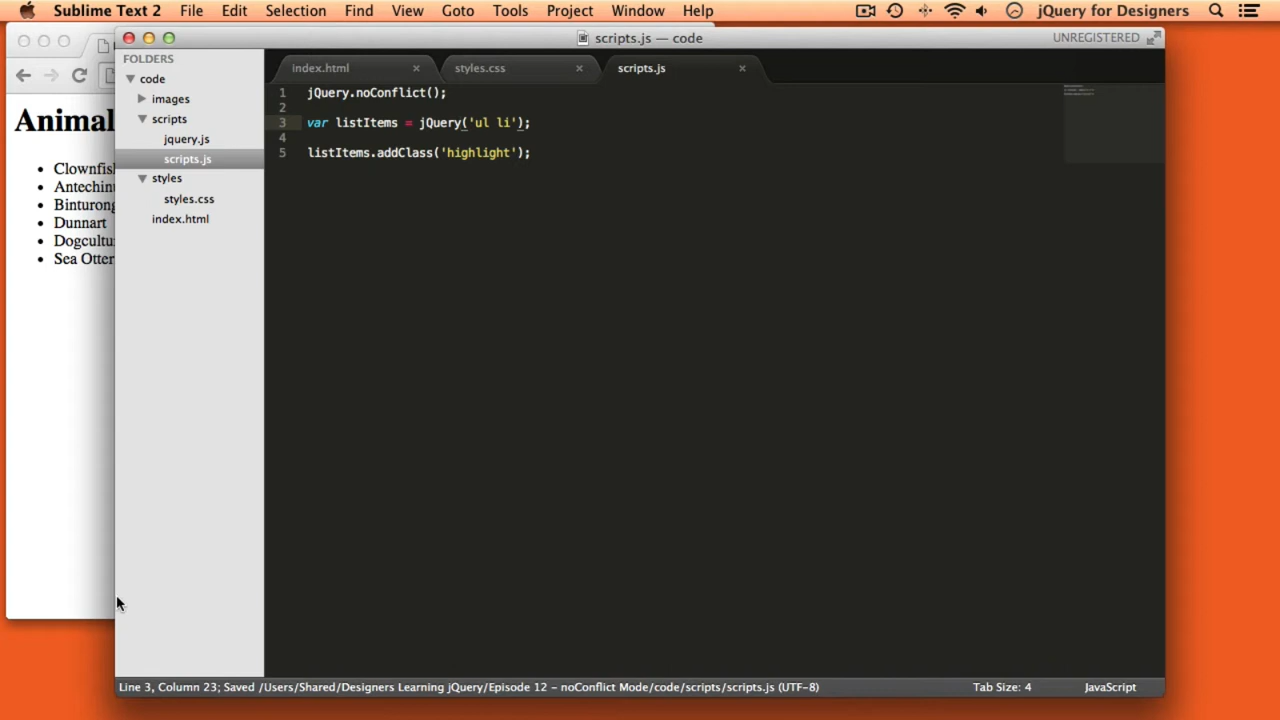 Sublime Text 2 File Edit Selection Find View Goto Tools Project Window Help jQuery for Designers
scripts.js — code UNREGISTERED
FOLDERS
code
images
scripts
jquery.js
scripts.js
styles
styles.css
index.html
index.html × styles.css × scripts.js ×
1 jQuery.noConflict();
2
3 var listItems = jQuery('ul li');
4
5 listItems.addClass('highlight');
Animal
Clownfish
Antechinu
Binturong
Dunnart
Dogcultu
Sea Otter
Line 3, Column 23; Saved /Users/Shared/Designers Learning jQuery/Episode 12 – noConflict Mode/code/scripts/scripts.js (UTF-8) Tab Size: 4 JavaScript